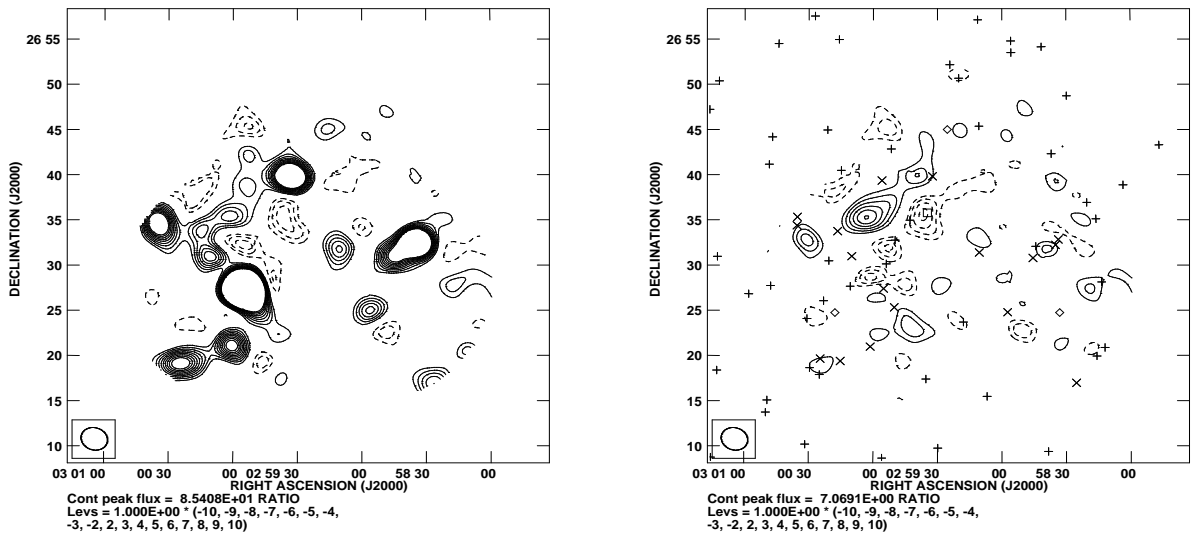 26 55
50
45
40
35
30
25
20
15
10
DECLINATION (J2000)
03 01 00 00 30 00 02 59 30 00 58 30 00
RIGHT ASCENSION (J2000)
Cont peak flux = 8.5408E+01 RATIO
Levs = 1.000E+00 * (-10, -9, -8, -7, -6, -5, -4,
-3, -2, 2, 3, 4, 5, 6, 7, 8, 9, 10)
26 55
50
45
40
35
30
25
20
15
10
DECLINATION (J2000)
03 01 00 00 30 00 02 59 30 00 58 30 00
RIGHT ASCENSION (J2000)
Cont peak flux = 7.0691E+00 RATIO
Levs = 1.000E+00 * (-10, -9, -8, -7, -6, -5, -4,
-3, -2, 2, 3, 4, 5, 6, 7, 8, 9, 10)